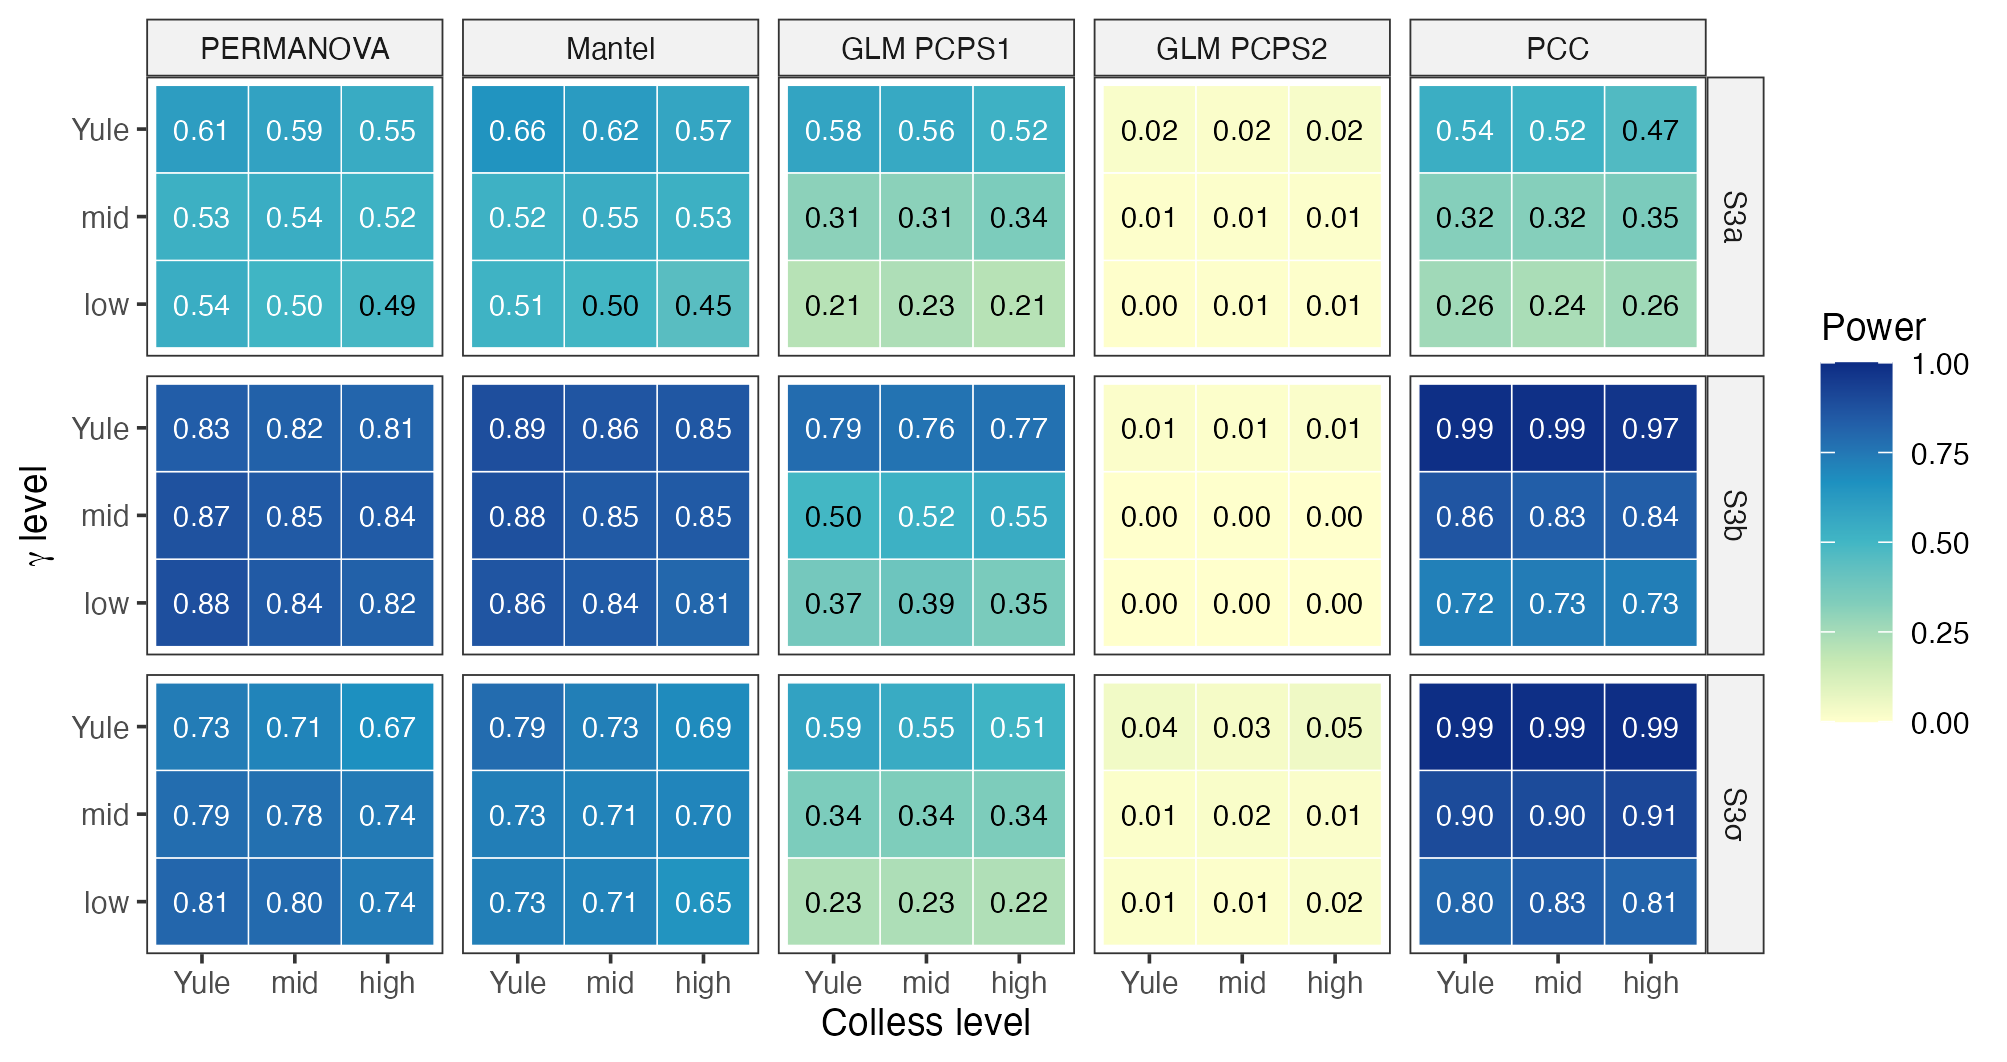 PERMANOVA Mantel GLM PCPS1 GLM PCPS2 PCC
Yule 0.61 0.59 0.55 0.66 0.62 0.57 0.58 0.56 0.52 0.02 0.02 0.02 0.54 0.52 0.47
mid 0.53 0.54 0.52 0.52 0.55 0.53 0.31 0.31 0.34 0.01 0.01 0.01 0.32 0.32 0.35
low 0.54 0.50 0.49 0.51 0.50 0.45 0.21 0.23 0.21 0.00 0.01 0.01 0.26 0.24 0.26
S3a
Yule 0.83 0.82 0.81 0.89 0.86 0.85 0.79 0.76 0.77 0.01 0.01 0.01 0.99 0.99 0.97
mid 0.87 0.85 0.84 0.88 0.85 0.85 0.50 0.52 0.55 0.00 0.00 0.00 0.86 0.83 0.84
low 0.88 0.84 0.82 0.86 0.84 0.81 0.37 0.39 0.35 0.00 0.00 0.00 0.72 0.73 0.73
S3b
Yule 0.73 0.71 0.67 0.79 0.73 0.69 0.59 0.55 0.51 0.04 0.03 0.05 0.99 0.99 0.99
mid 0.79 0.78 0.74 0.73 0.71 0.70 0.34 0.34 0.34 0.01 0.02 0.01 0.90 0.90 0.91
low 0.81 0.80 0.74 0.73 0.71 0.65 0.23 0.23 0.22 0.01 0.01 0.02 0.80 0.83 0.81
S3σ
Yule mid high Yule mid high Yule mid high Yule mid high Yule mid high
Colless level
γ level
Power
1.00
0.75
0.50
0.25
0.00